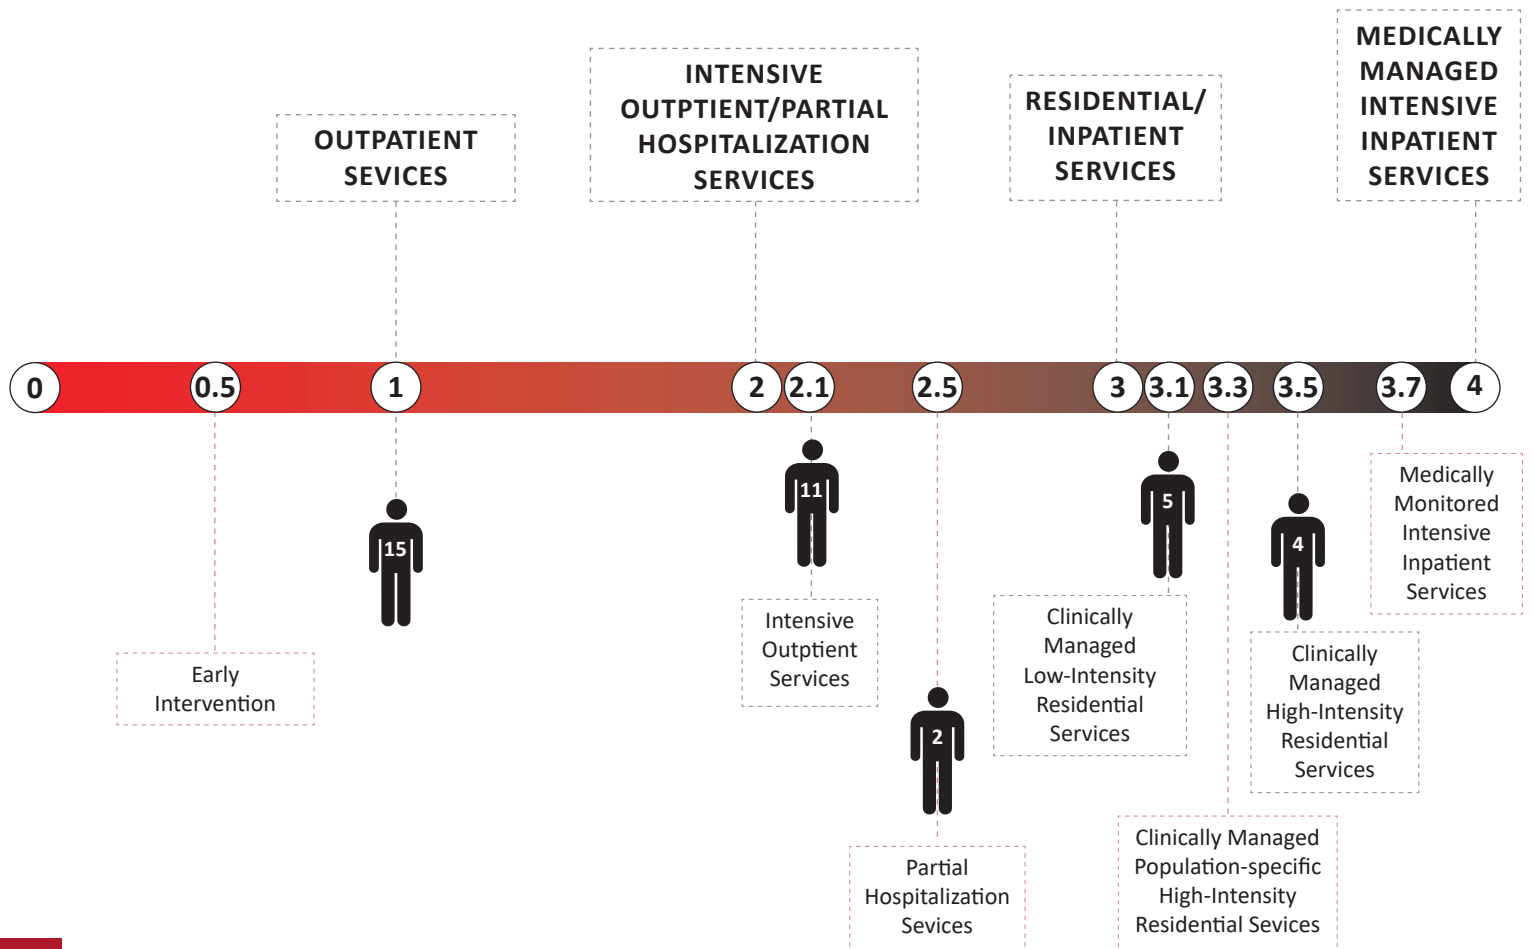 OUTPATIENT
SEVICES
INTENSIVE
OUTPTIENT/PARTIAL
HOSPITALIZATION
SERVICES
RESIDENTIAL/
INPATIENT
SERVICES
MEDICALLY
MANAGED
INTENSIVE
INPATIENT
SERVICES
0
0.5
1
2
2.1
2.5
3
3.1
3.3
3.5
3.7
4
Early
Intervention
15
11
Intensive
Outptient
Services
2
Partial
Hospitalization
Sevices
5
Clinically
Managed
Low-Intensity
Residential
Services
Clinically Managed
Population-specific
High-Intensity
Residential Sevices
4
Clinically
Managed
High-Intensity
Residential
Services
Medically
Monitored
Intensive
Inpatient
Services